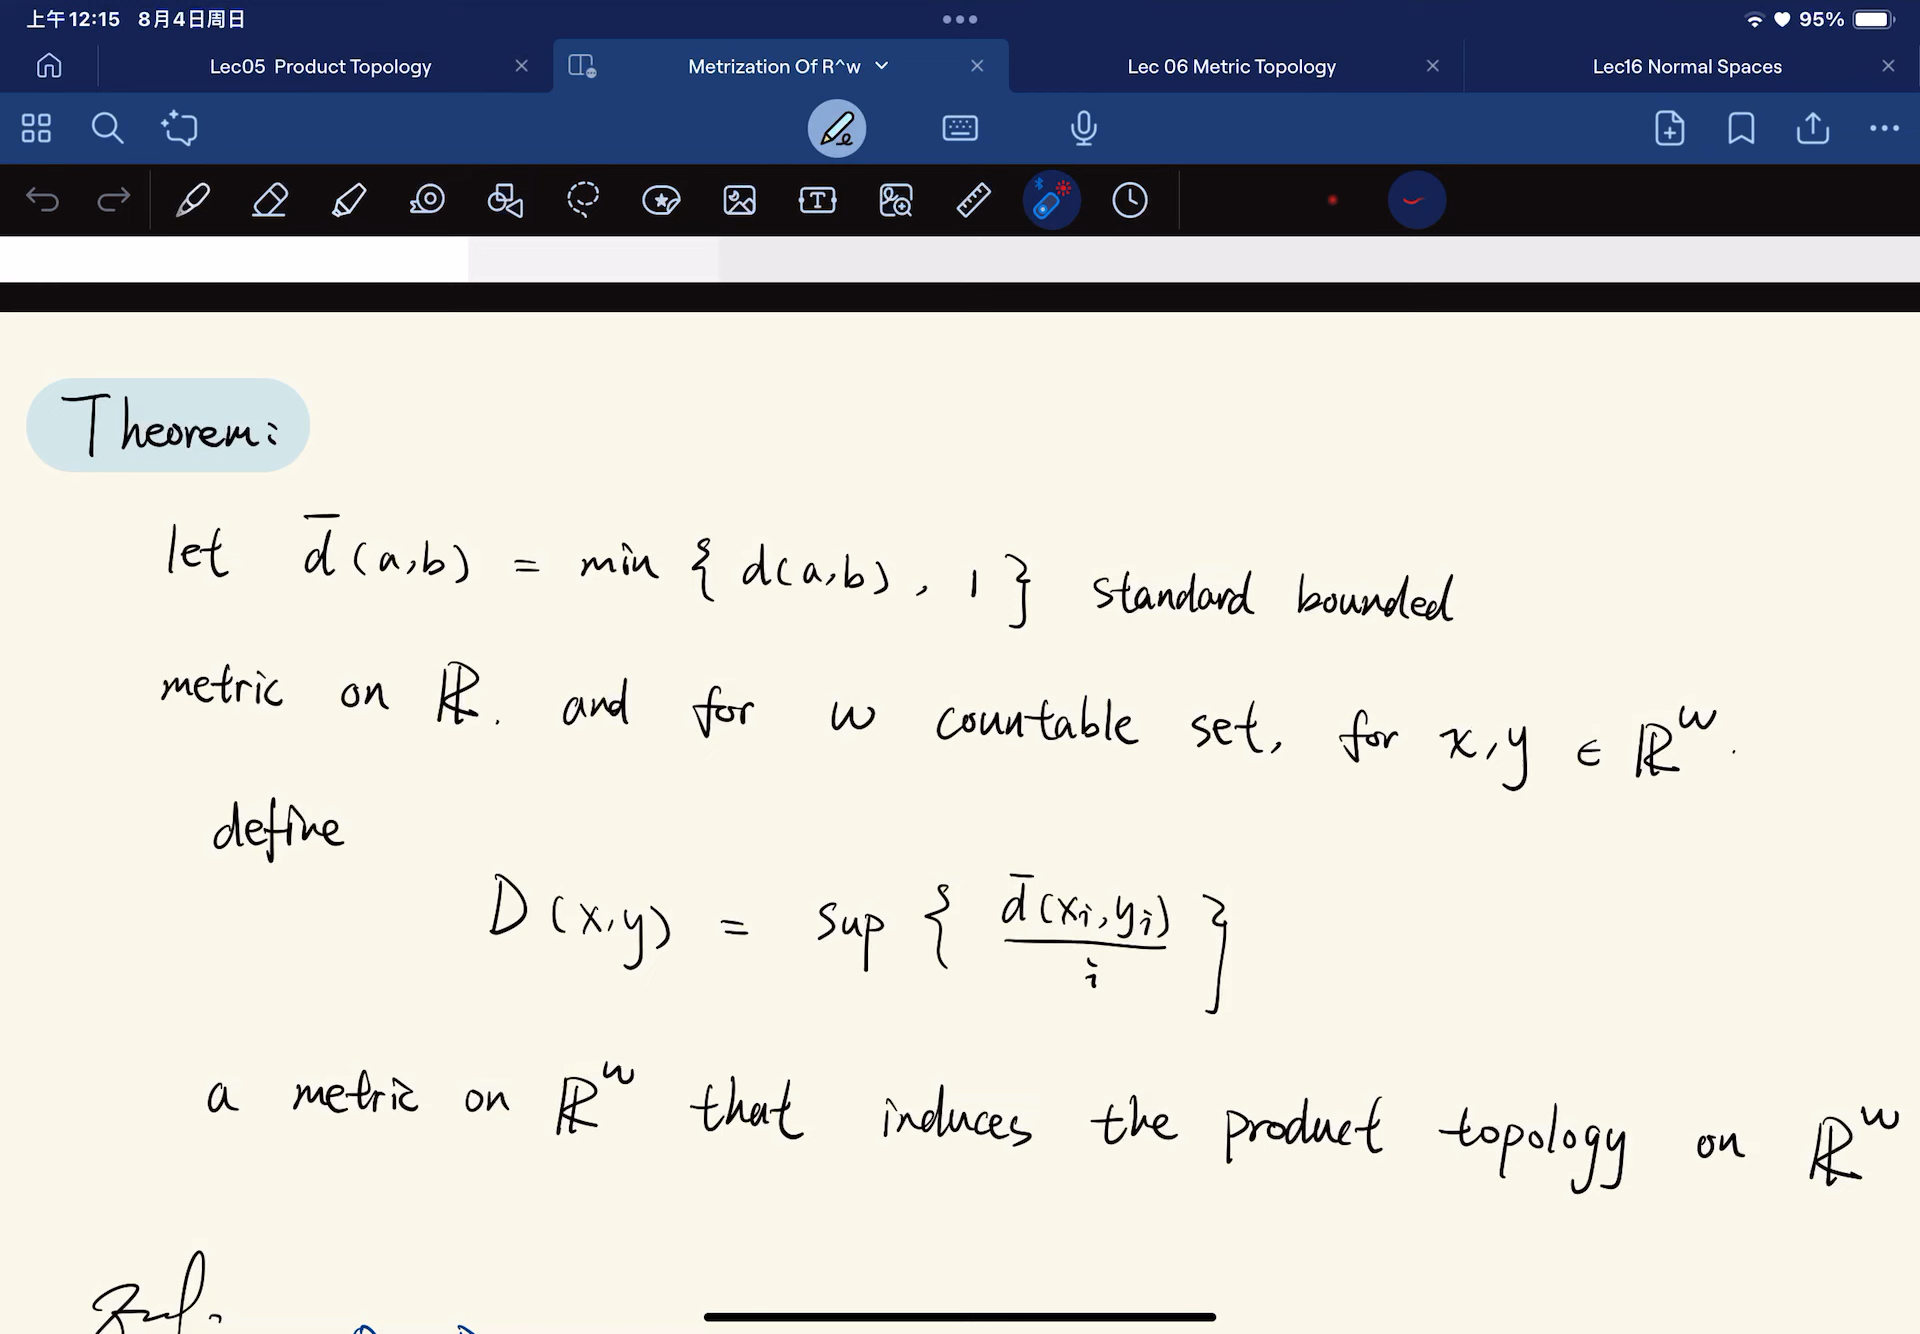 上午12:15 8月4日周日
95%
Lec05 Product Topology
Metrization Of R^w
Lec 06 Metric Topology
Lec16 Normal Spaces
Theorem:
let d̅(a,b) = min { d(a,b), 1 } standard bounded
metric on ℝ. and for w countable set, for x,y ∈ ℝ^w.
define
D(x,y) = sup { d̅(xᵢ,yᵢ) / i }
a metric on ℝ^w that induces the product topology on ℝ^w